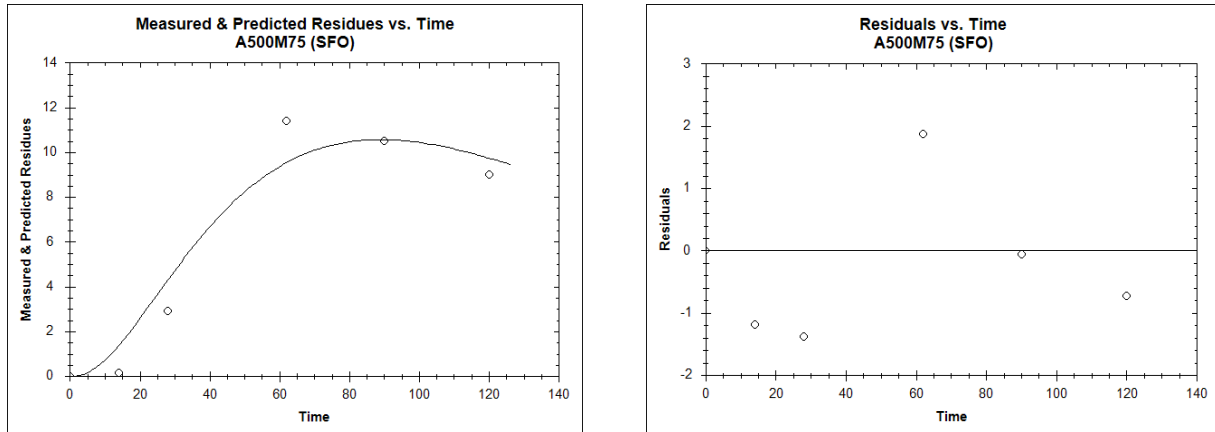 Measured & Predicted Residues vs. Time
A500M75 (SFO)
Measured & Predicted Residues
14
12
10
8
6
4
2
0
0 20 40 60 80 100 120 140
Time
Residuals vs. Time
A500M75 (SFO)
Residuals
3
2
1
0
-1
-2
0 20 40 60 80 100 120 140
Time